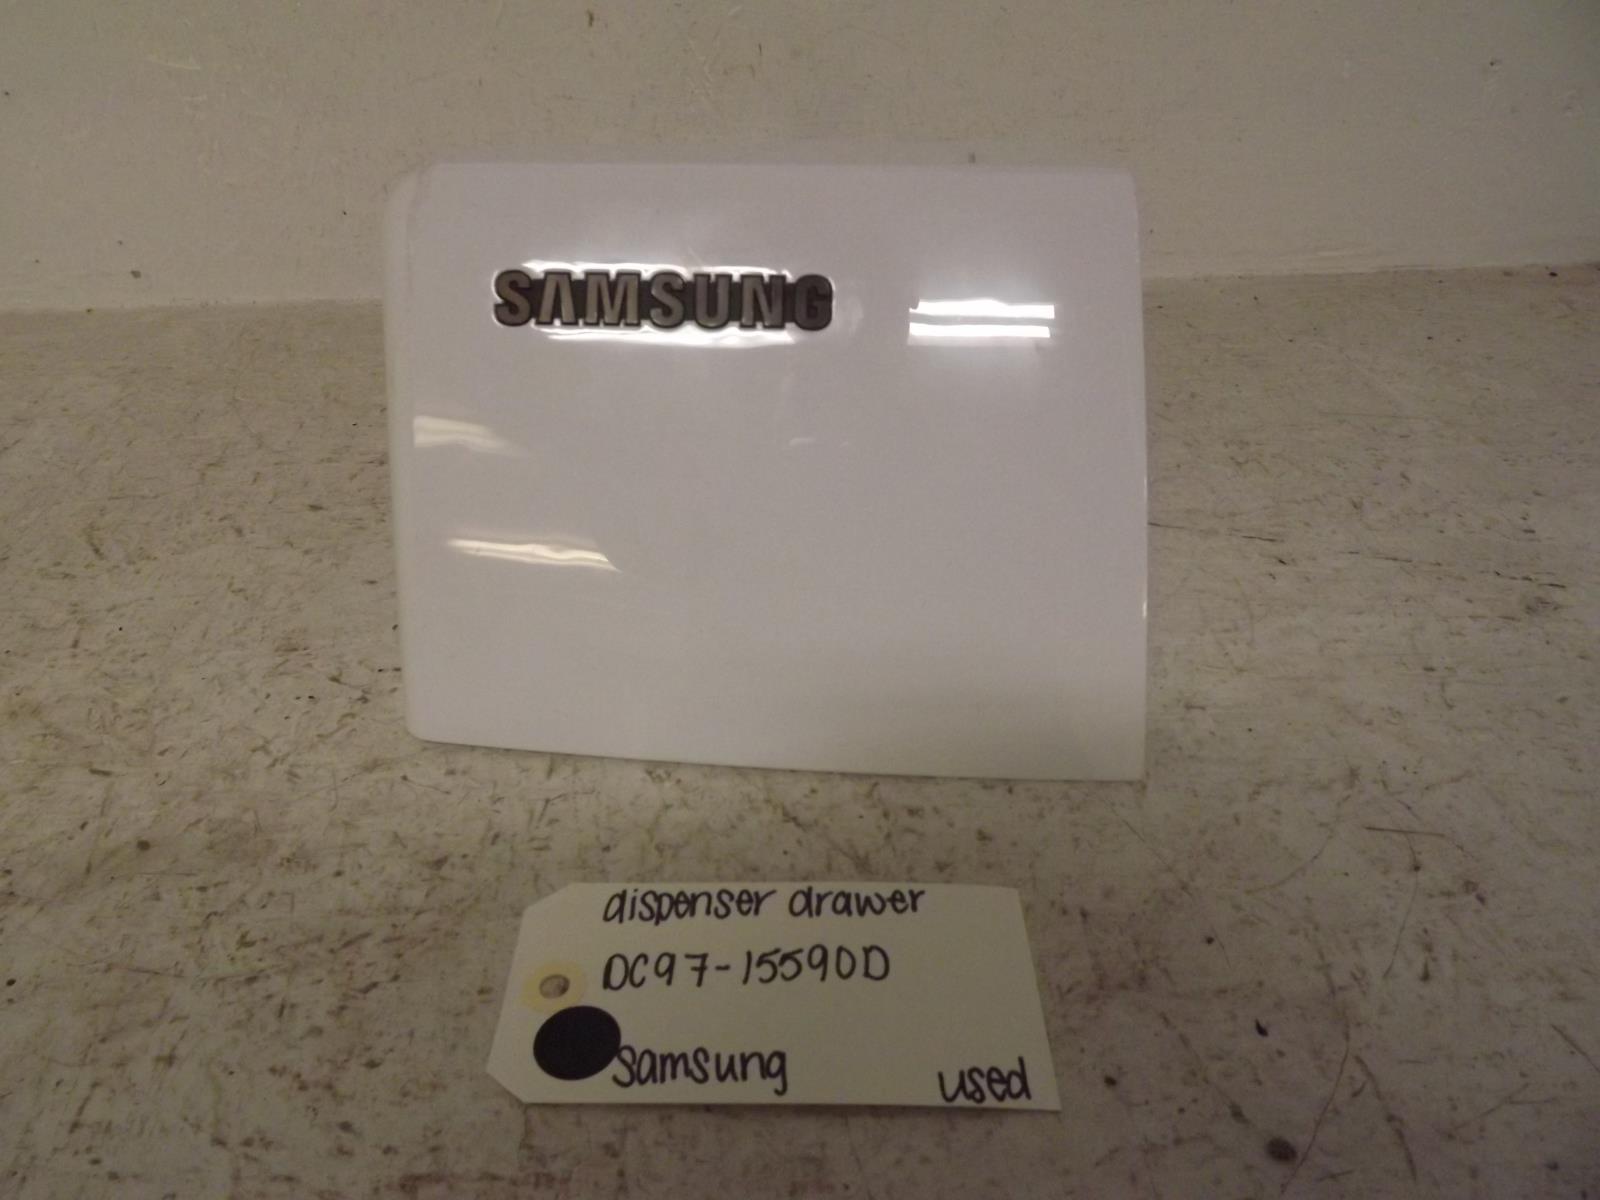 SAMSUNG
dispenser drawer
DC97-15590D
Samsung
used